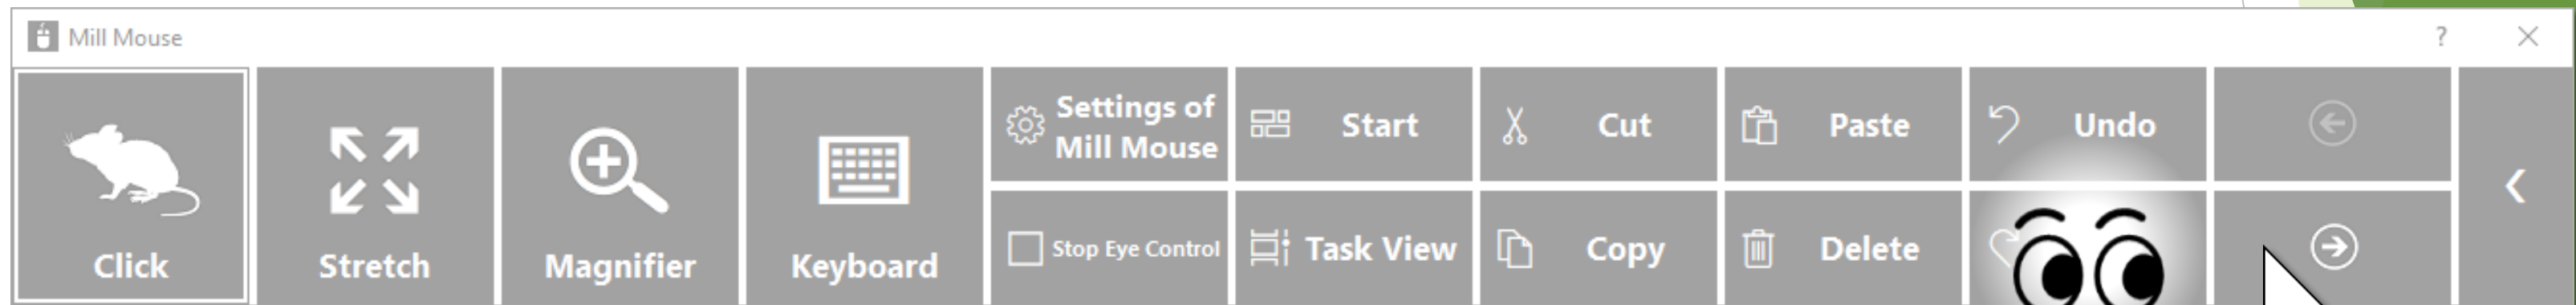 Mill Mouse
?
Click
Stretch
Magnifier
Keyboard
Settings of
Mill Mouse
Stop Eye Control
Start
Task View
Cut
Copy
Paste
Delete
Undo